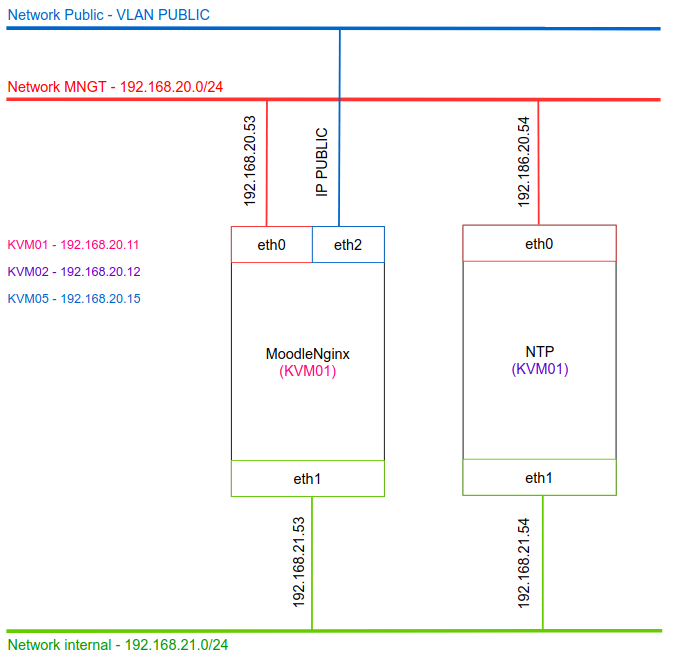 Network Public - VLAN PUBLIC
Network MNGT - 192.168.20.0/24
192.168.20.53
IP PUBLIC
192.186.20.54
KVM01 - 192.168.20.11
KVM02 - 192.168.20.12
KVM05 - 192.168.20.15
eth0
eth2
eth0
MoodleNginx
(KVM01)
NTP
(KVM01)
eth1
eth1
192.168.21.53
192.168.21.54
Network internal - 192.168.21.0/24